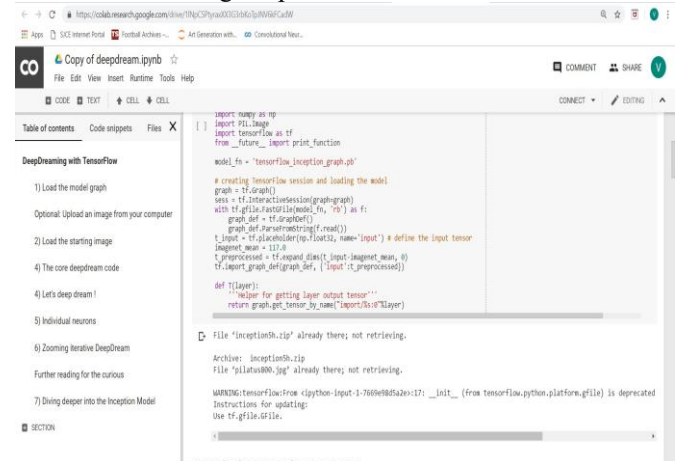 https://colab.research.google.com/drive/
Apps SJCE Internet Portal Football Archives -... Art Generation with... Convolutional Neur...
CO Copy of deepdream.ipynb
COMMENT SHARE V
File Edit View Insert Runtime Tools Help
CODE TEXT CELL CELL
CONNECT EDITING
Table of contents Code snippets Files X
DeepDreaming with TensorFlow
1) Load the model graph
Optional: Upload an image from your computer
2) Load the starting image
4) The core deepdream code
4) Let's deep dream !
5) Individual neurons
6) Zooming iterative DeepDream
Further reading for the curious
7) Diving deeper into the Inception Model
SECTION
import numpy as np
[ ] import PIL.Image
import tensorflow as tf
from __future__ import print_function
model_fn = 'tensorflow_inception_graph.pb'
# creating TensorFlow session and loading the model
graph = tf.Graph()
sess = tf.InteractiveSession(graph=graph)
with tf.gfile.FastGFile(model_fn, 'rb') as f:
graph_def = tf.GraphDef()
graph_def.ParseFromString(f.read())
t_input = tf.placeholder(np.float32, name='input') # define the input tensor
imagenet_mean = 117.0
t_preprocessed = tf.expand_dims(t_input-imagenet_mean, 0)
tf.import_graph_def(graph_def, {'input':t_preprocessed})
def T(layer):
'''Helper for getting layer output tensor'''
return graph.get_tensor_by_name("import/%s:0"%layer)
File "inception5h.zip" already there; not retrieving.
Archive: inception5h.zip
File "pilatus800.jpg" already there; not retrieving.
WARNING:tensorflow:From <ipython-input-1-7669e98d5a2e>:17: __init__ (from tensorflow.python.platform.gfile) is deprecated
Instructions for updating:
Use tf.gfile.GFile.